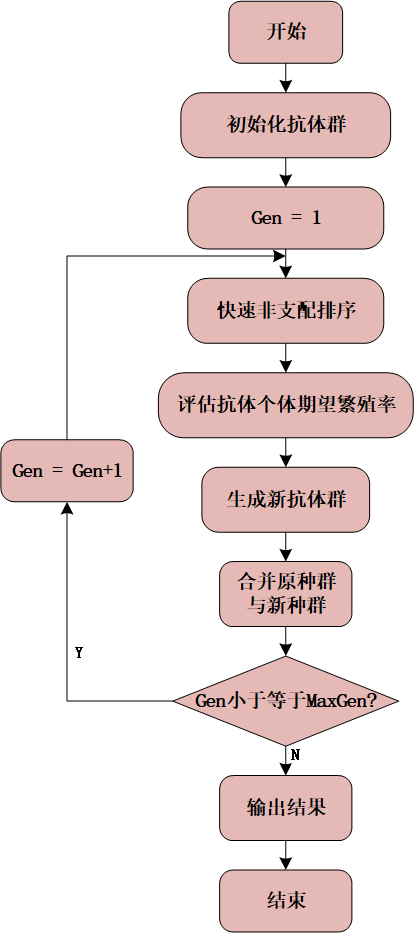 开始
初始化抗体群
Gen = 1
快速非支配排序
评估抗体个体期望繁殖率
Gen = Gen+1
生成新抗体群
合并原种群
与新种群
Y
Gen小于等于MaxGen?
N
输出结果
结束